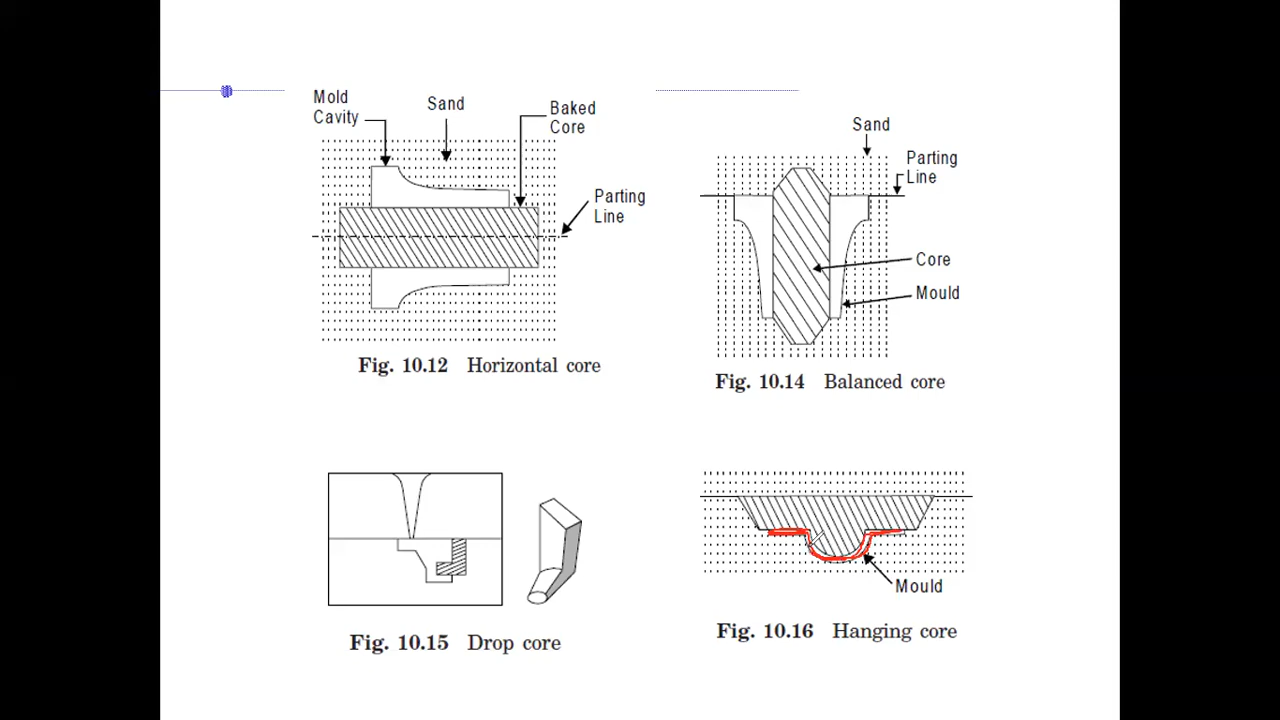 Mold
Cavity
Sand
Baked
Core
Parting
Line
Fig. 10.12 Horizontal core
Sand
Parting
Line
Core
Mould
Fig. 10.14 Balanced core
Fig. 10.15 Drop core
Mould
Fig. 10.16 Hanging core